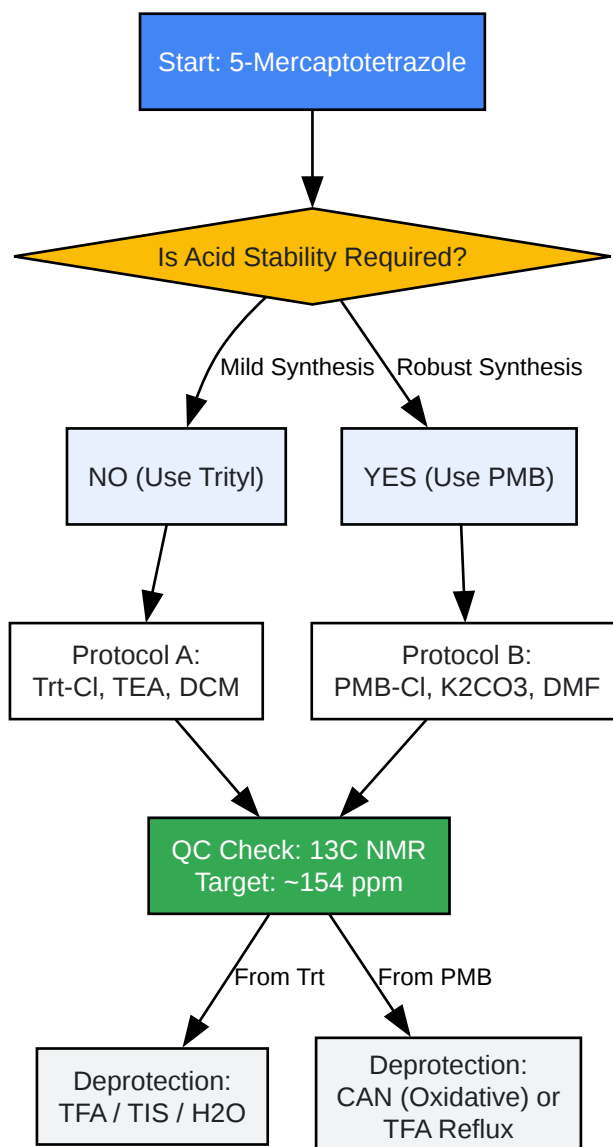 Start: 5-Mercaptotetrazole
Is Acid Stability Required?
Mild Synthesis
Robust Synthesis
NO (Use Trityl)
YES (Use PMB)
Protocol A:
Trt-Cl, TEA, DCM
Protocol B:
PMB-Cl, K2CO3, DMF
QC Check: 13C NMR
Target: ~154 ppm
From Trt
From PMB
Deprotection:
TFA / TIS / H2O
Deprotection:
CAN (Oxidative) or
TFA Reflux